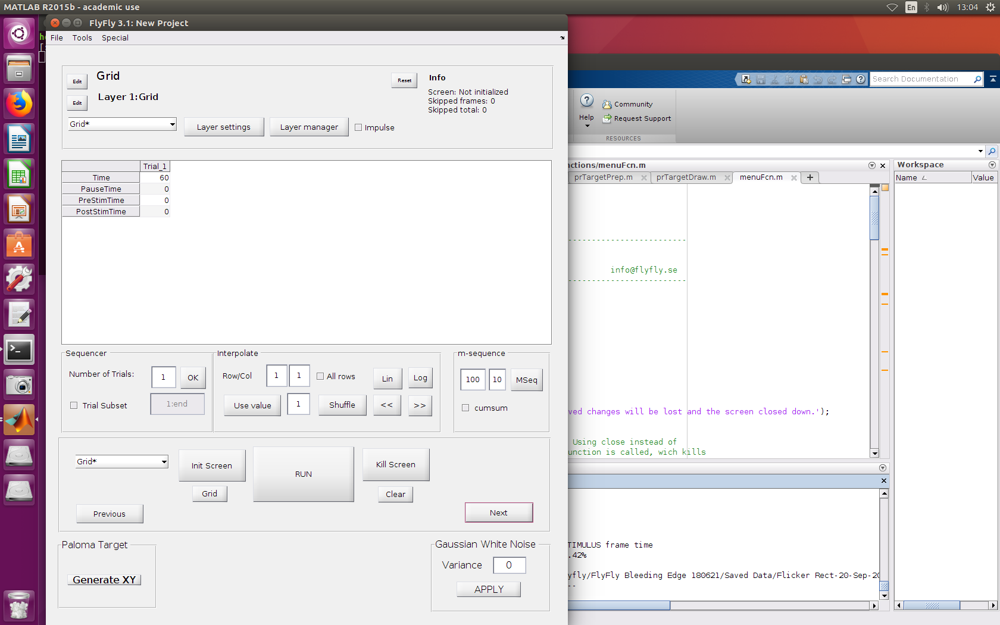 MATLAB R2015b - academic use
En
13:04
FlyFly 3.1: New Project
File Tools Special
Edit
Grid
Reset
Info
Edit
Layer 1:Grid
Screen: Not initialized
Skipped frames: 0
Skipped total: 0
Grid*
Layer settings
Layer manager
Impulse
Trial_1
Time 60
PauseTime 0
PreStimTime 0
PostStimTime 0
Sequencer
Number of Trials:
1
OK
Trial Subset
1:end
Interpolate
Row/Col
1
1
All rows
Lin
Log
Use value
1
Shuffle
<<
>>
m-sequence
100
10
MSeq
cumsum
Grid*
Init Screen
RUN
Kill Screen
Grid
Clear
Previous
Next
Paloma Target
Generate XY
Gaussian White Noise
Variance
0
APPLY
Search Documentation
Help
Community
Request Support
RESOURCES
nctions/menuFcn.m
prTargetPrep.m
prTargetDraw.m
menuFcn.m
------------------------
info@flyfly.se
------------------------
ved changes will be lost and the screen closed down.');
Using close instead of
unction is called, wich kills
TIMULUS frame time
.42%
yfly/FlyFly Bleeding Edge 180621/Saved Data/Flicker Rect-20-Sep-20
--
Workspace
Name
Value